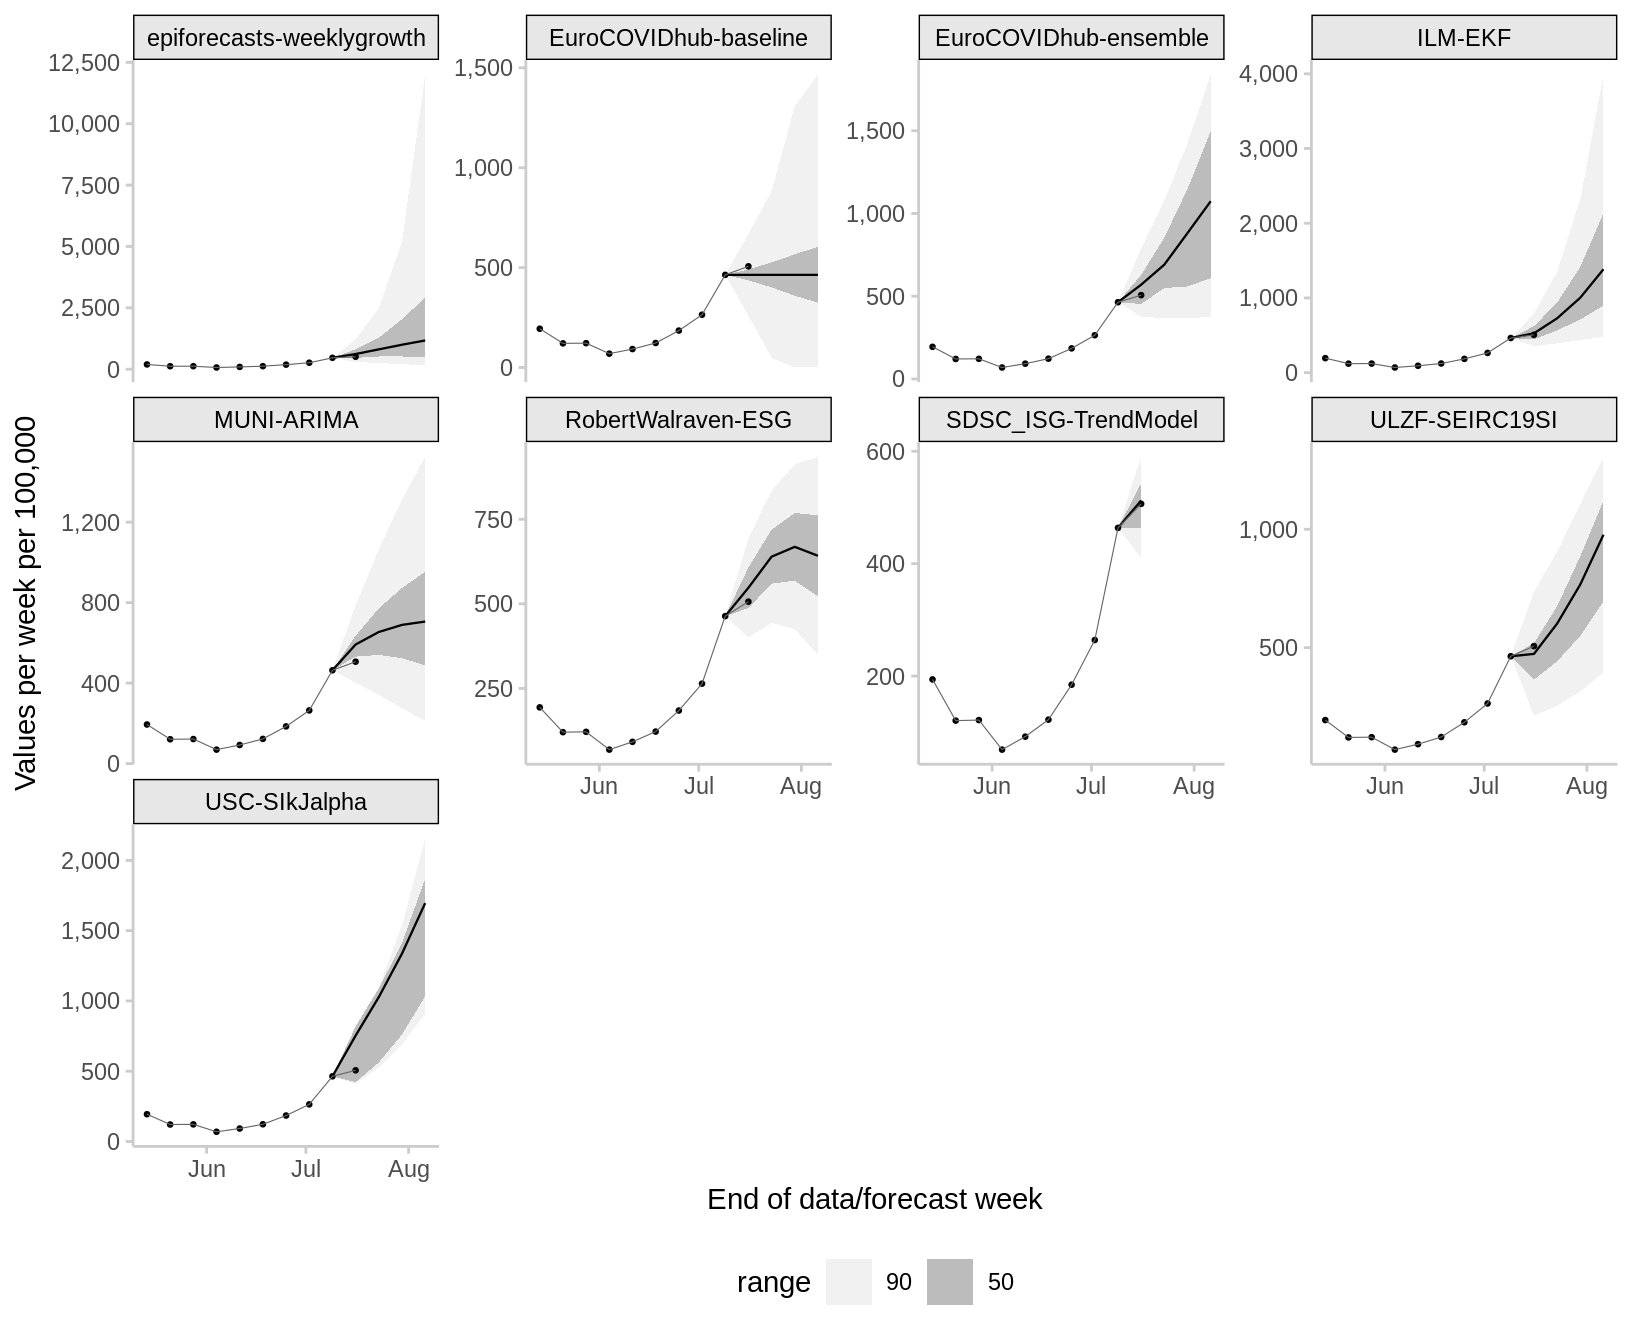 epiforecasts-weeklygrowth
EuroCOVIDhub-baseline
EuroCOVIDhub-ensemble
ILM-EKF
12,500
10,000
7,500
5,000
2,500
0
1,500
1,000
500
0
1,500
1,000
500
0
4,000
3,000
2,000
1,000
0
MUNI-ARIMA
RobertWalraven-ESG
SDSC_ISG-TrendModel
ULZF-SEIRC19SI
1,200
800
400
0
750
500
250
Jun Jul Aug
600
400
200
Jun Jul Aug
1,000
500
Jun Jul Aug
USC-SIkJalpha
2,000
1,500
1,000
500
0
Jun Jul Aug
Values per week per 100,000
End of data/forecast week
range 90 50